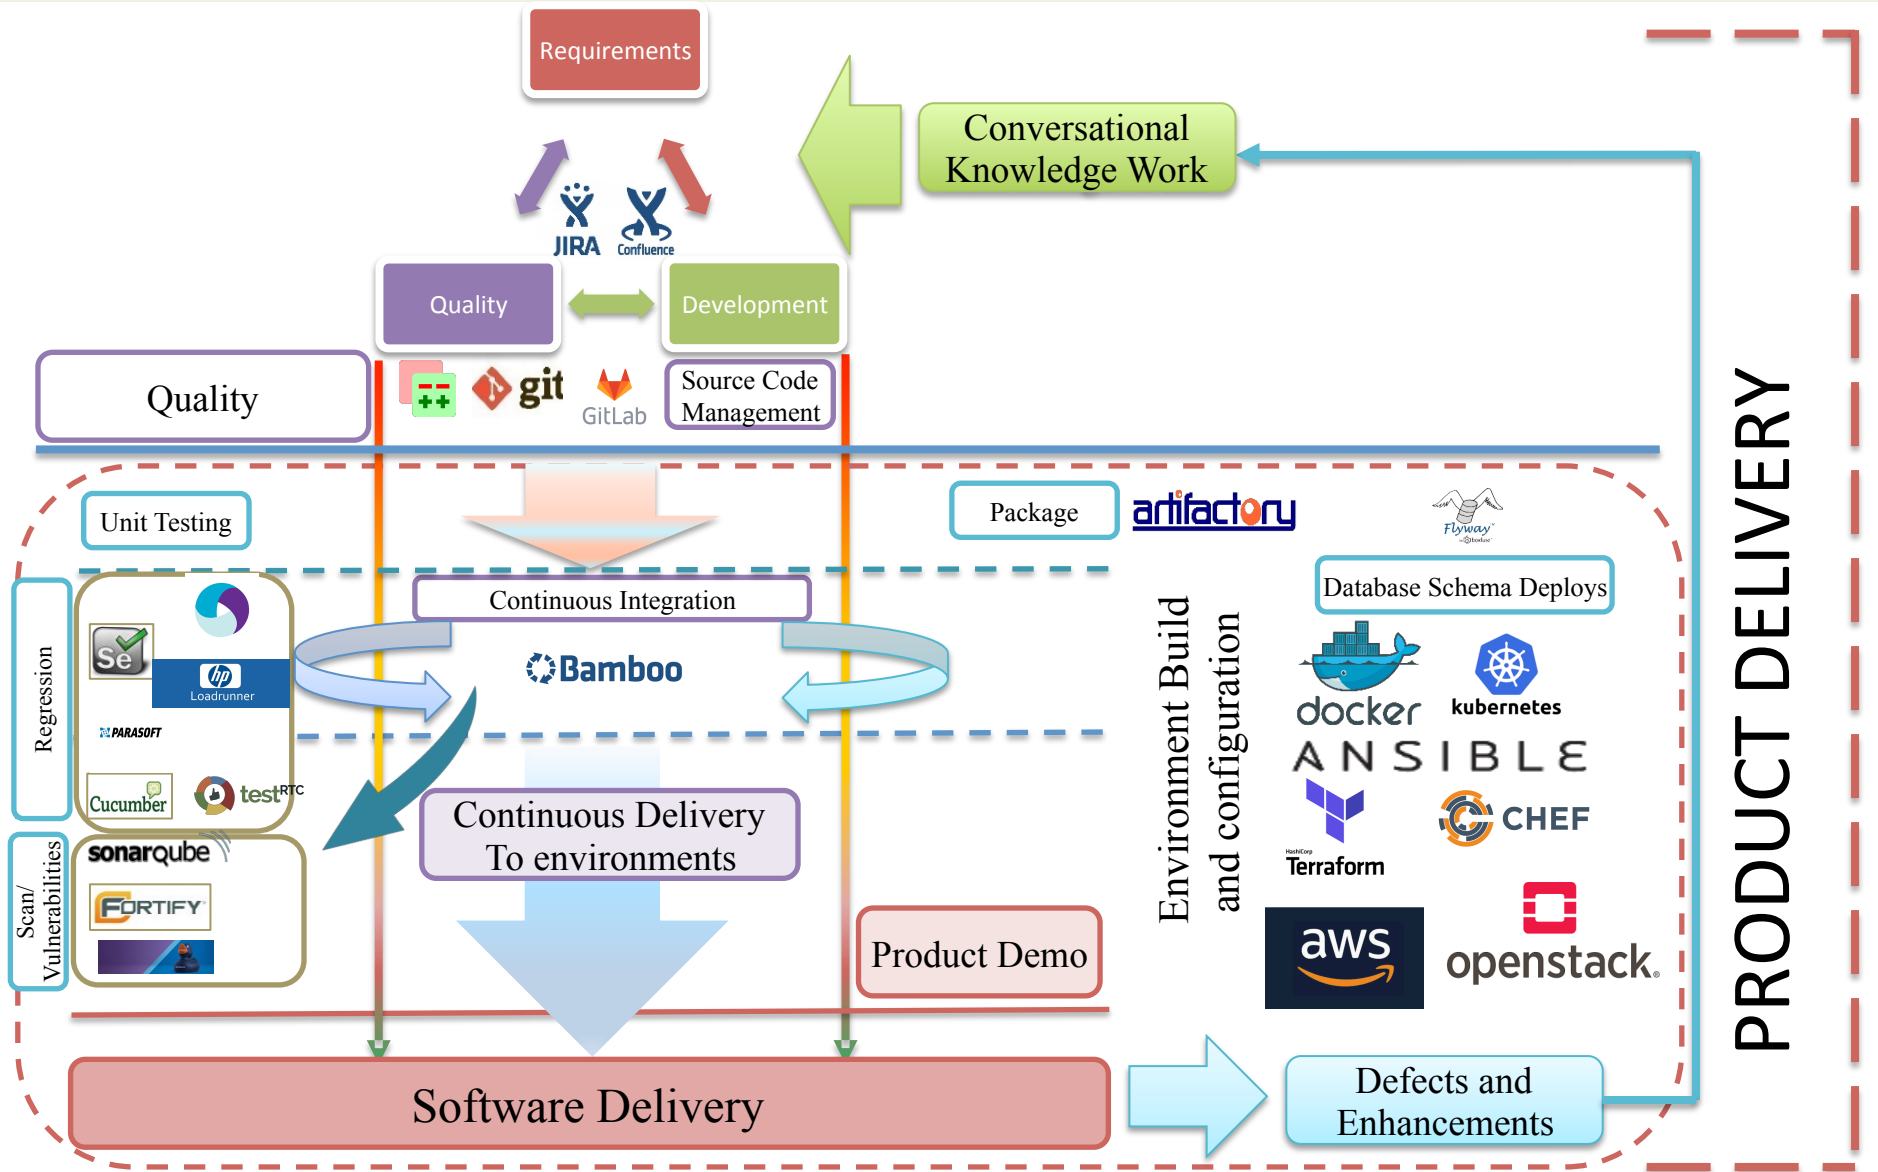 Requirements
Conversational
Knowledge Work
JIRA
Confluence
Quality
Development
Quality
git
GitLab
Source Code
Management
Unit Testing
Package
artifactory
Flyway
Continuous Integration
Database Schema Deploys
Regression
Se
hp
Loadrunner
Bamboo
PARASOFT
Cucumber
testRTC
Environment Build
and configuration
docker
kubernetes
ANSIBLE
HashiCorp
Terraform
CHEF
Continuous Delivery
To environments
Scan/
Vulnerabilities
sonarqube
FORTIFY
Product Demo
aws
openstack.
PRODUCT DELIVERY
Software Delivery
Defects and
Enhancements